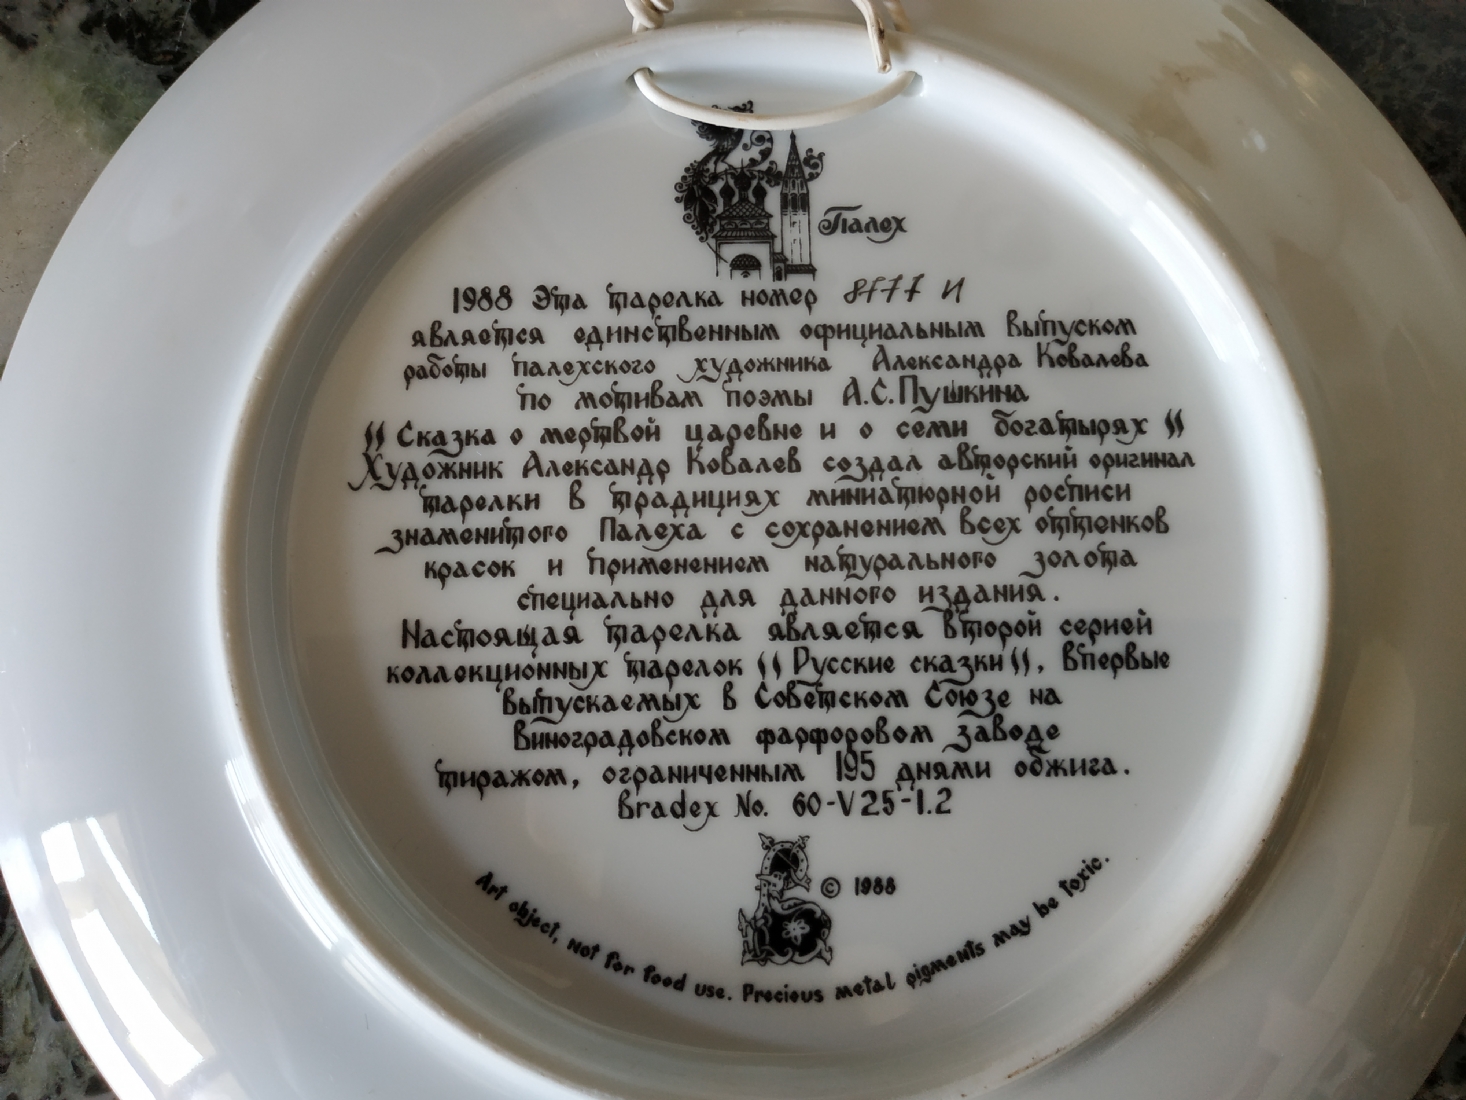 Палех
1988 Эта тарелка номер 8777 И
является единственным официальным выпуском
работы палехского художника Александра Ковалева
по мотивам поэмы А.С.Пушкина
"Сказка о мертвой царевне и о семи богатырях"
Художник Александр Ковалев создал авторский оригинал
тарелки в традициях миниатюрной росписи
знаменитого Палеха с сохранением всех оттенков
красок и применением натурального золота
специально для данного издания.
Настоящая тарелка является второй серией
коллекционных тарелок "Русские сказки", впервые
выпускаемых в Советском Союзе на
Виноградовском фарфоровом заводе
тиражом, ограниченным 195 днями обжига.
Bradex No. 60-V25-1.2
© 1988
Art object, not for food use. Precious metal pigments may be toxic.